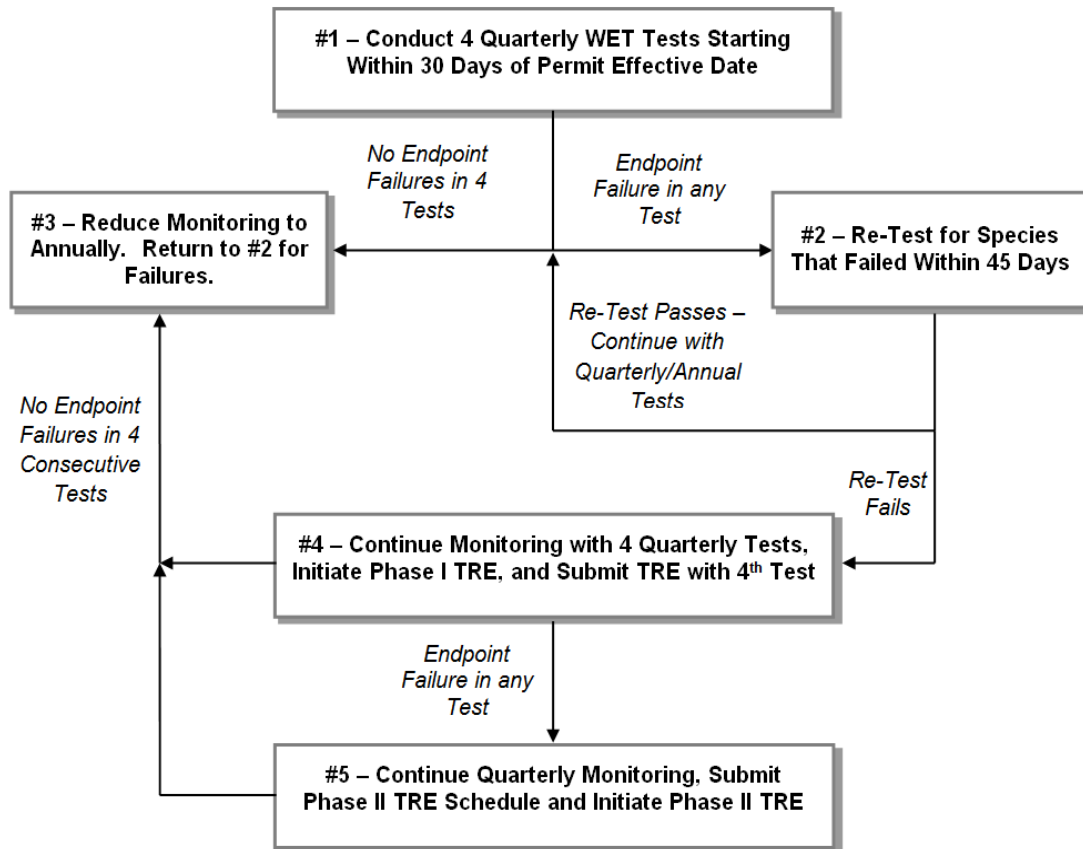 #1 – Conduct 4 Quarterly WET Tests Starting
Within 30 Days of Permit Effective Date
No Endpoint
Failures in 4
Tests
Endpoint
Failure in any
Test
#3 – Reduce Monitoring to
Annually. Return to #2 for
Failures.
#2 – Re-Test for Species
That Failed Within 45 Days
Re-Test Passes –
Continue with
Quarterly/Annual
Tests
No Endpoint
Failures in 4
Consecutive
Tests
Re-Test
Fails
#4 – Continue Monitoring with 4 Quarterly Tests,
Initiate Phase I TRE, and Submit TRE with 4th Test
Endpoint
Failure in any
Test
#5 – Continue Quarterly Monitoring, Submit
Phase II TRE Schedule and Initiate Phase II TRE